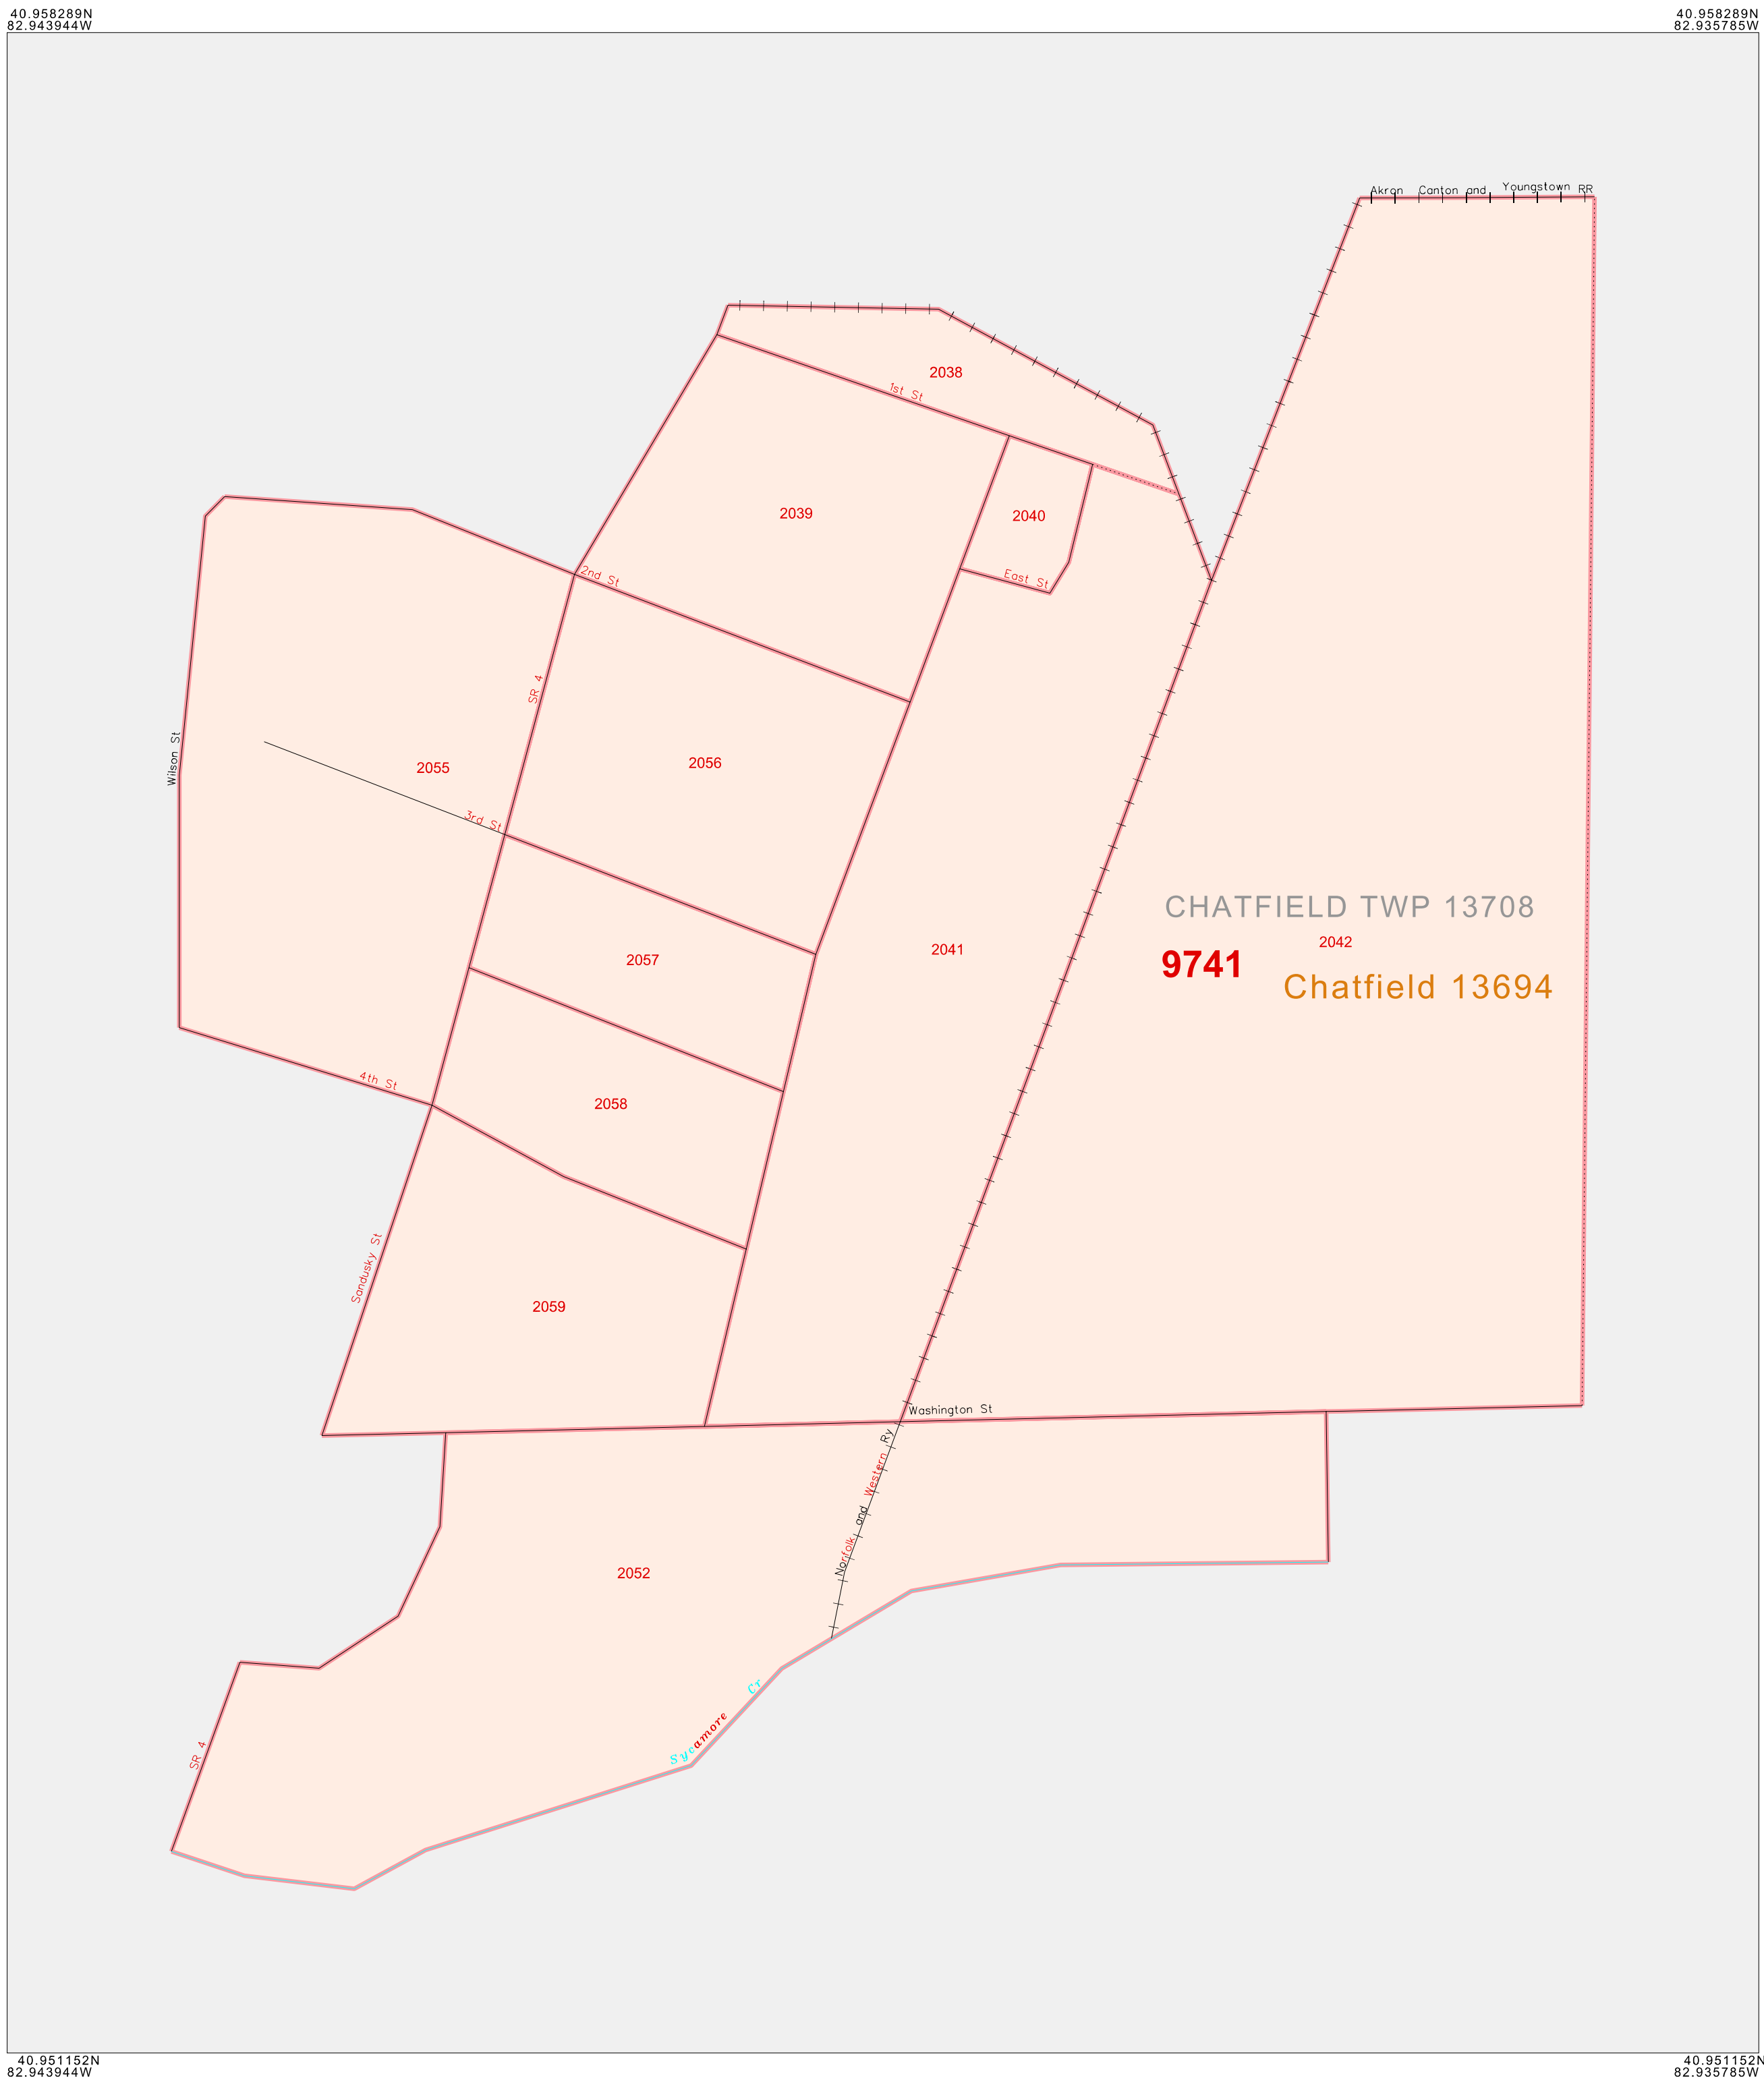 40.958289N
82.943944W
40.958289N
82.935785W
Akron Canton and Youngstown RR
2038
1st St
2039
2040
2nd St
East St
SR 4
Wilson St
2055
2056
3rd St
CHATFIELD TWP 13708
2042
2041
2057
9741
Chatfield 13694
4th St
2058
Sandusky St
2059
Washington St
Norfolk and Western Ry
2052
Sycamore Cr
SR 4
40.951152N
82.943944W
40.951152N
82.935785W